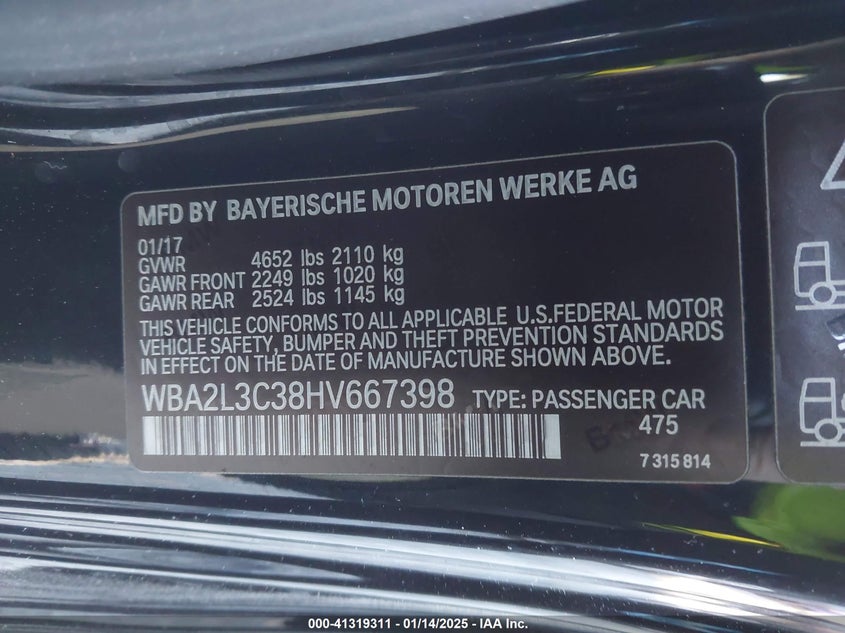 MFD BY BAYERISCHE MOTOREN WERKE AG
01/17
GVWR 4652 lbs 2110 kg
GAWR FRONT 2249 lbs 1020 kg
GAWR REAR 2524 lbs 1145 kg
THIS VEHICLE CONFORMS TO ALL APPLICABLE U.S.FEDERAL MOTOR
VEHICLE SAFETY, BUMPER AND THEFT PREVENTION STANDARDS
IN EFFECT ON THE DATE OF MANUFACTURE SHOWN ABOVE.
WBA2L3C38HV667398 TYPE: PASSENGER CAR
475
7 315 814
000-41319311 - 01/14/2025 - IAA Inc.